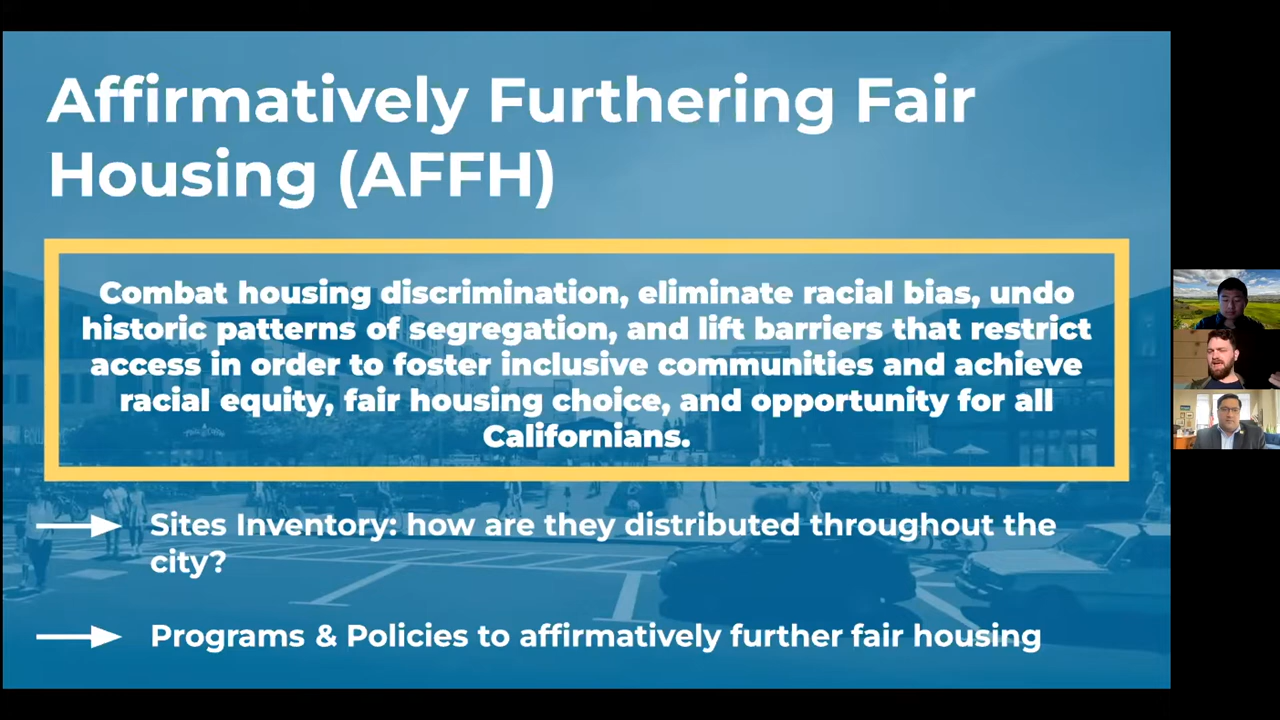 Affirmatively Furthering Fair
Housing (AFFH)
Combat housing discrimination, eliminate racial bias, undo
historic patterns of segregation, and lift barriers that restrict
access in order to foster inclusive communities and achieve
racial equity, fair housing choice, and opportunity for all
Californians.
Sites Inventory: how are they distributed throughout the
city?
Programs & Policies to affirmatively further fair housing